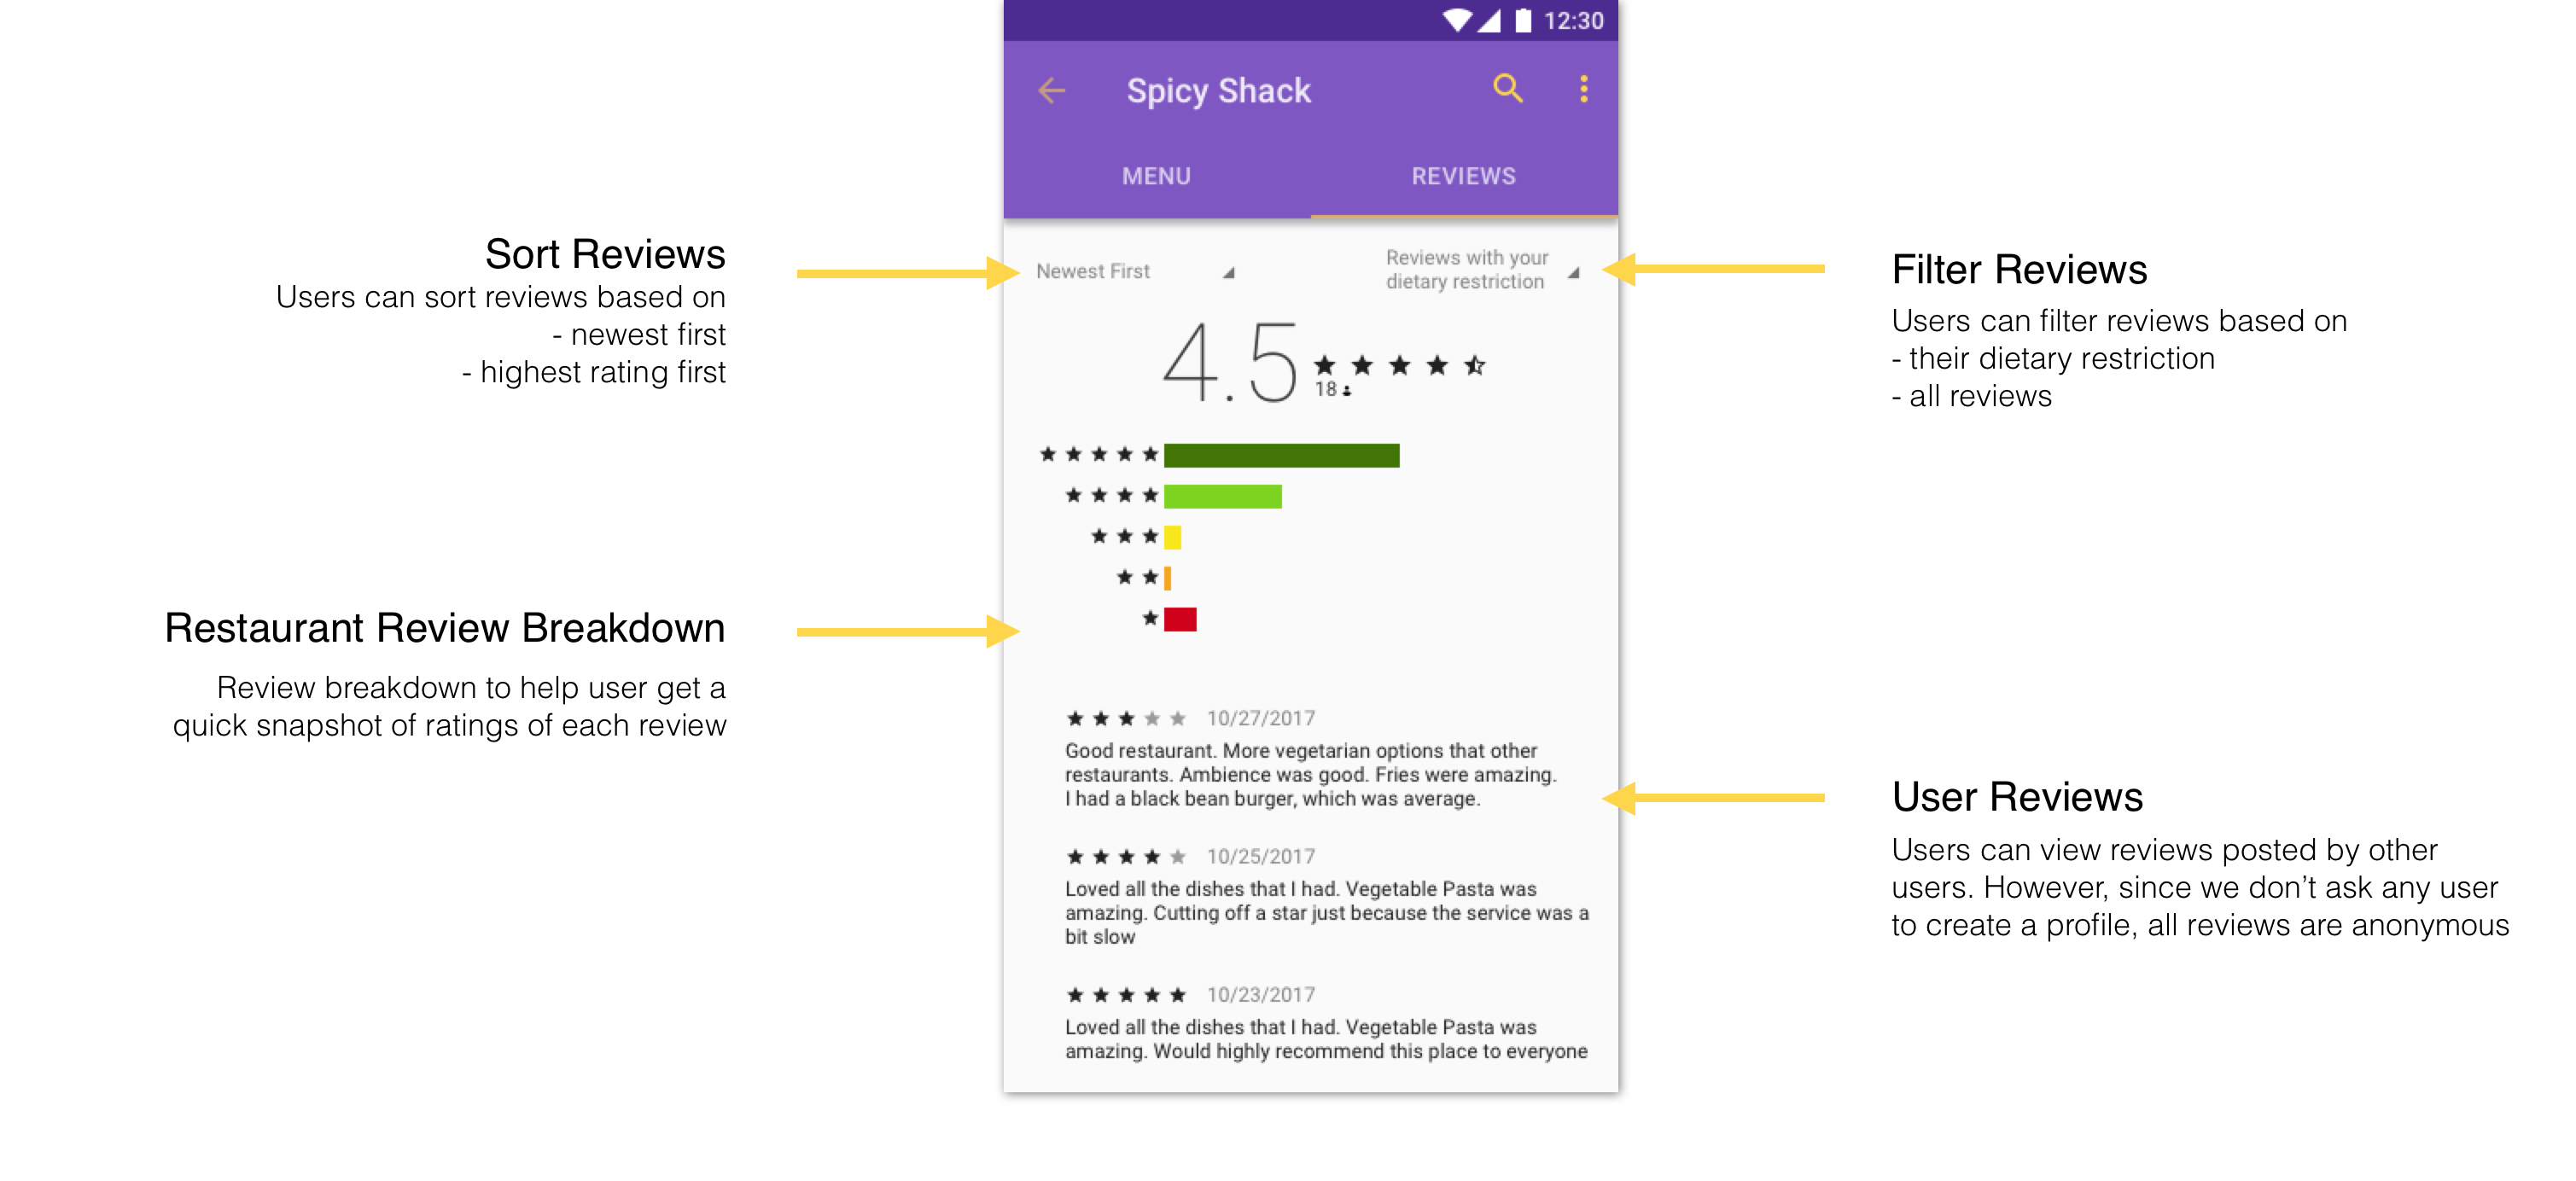 12:30
Spicy Shack
MENU
REVIEWS
Sort Reviews
Users can sort reviews based on
- newest first
- highest rating first
Newest First
Reviews with your
dietary restriction
Filter Reviews
Users can filter reviews based on
- their dietary restriction
- all reviews
4.5
18
Restaurant Review Breakdown
Review breakdown to help user get a
quick snapshot of ratings of each review
10/27/2017
Good restaurant. More vegetarian options that other
restaurants. Ambience was good. Fries were amazing.
I had a black bean burger, which was average.
10/25/2017
Loved all the dishes that I had. Vegetable Pasta was
amazing. Cutting off a star just because the service was a
bit slow
10/23/2017
Loved all the dishes that I had. Vegetable Pasta was
amazing. Would highly recommend this place to everyone
User Reviews
Users can view reviews posted by other
users. However, since we don’t ask any user
to create a profile, all reviews are anonymous